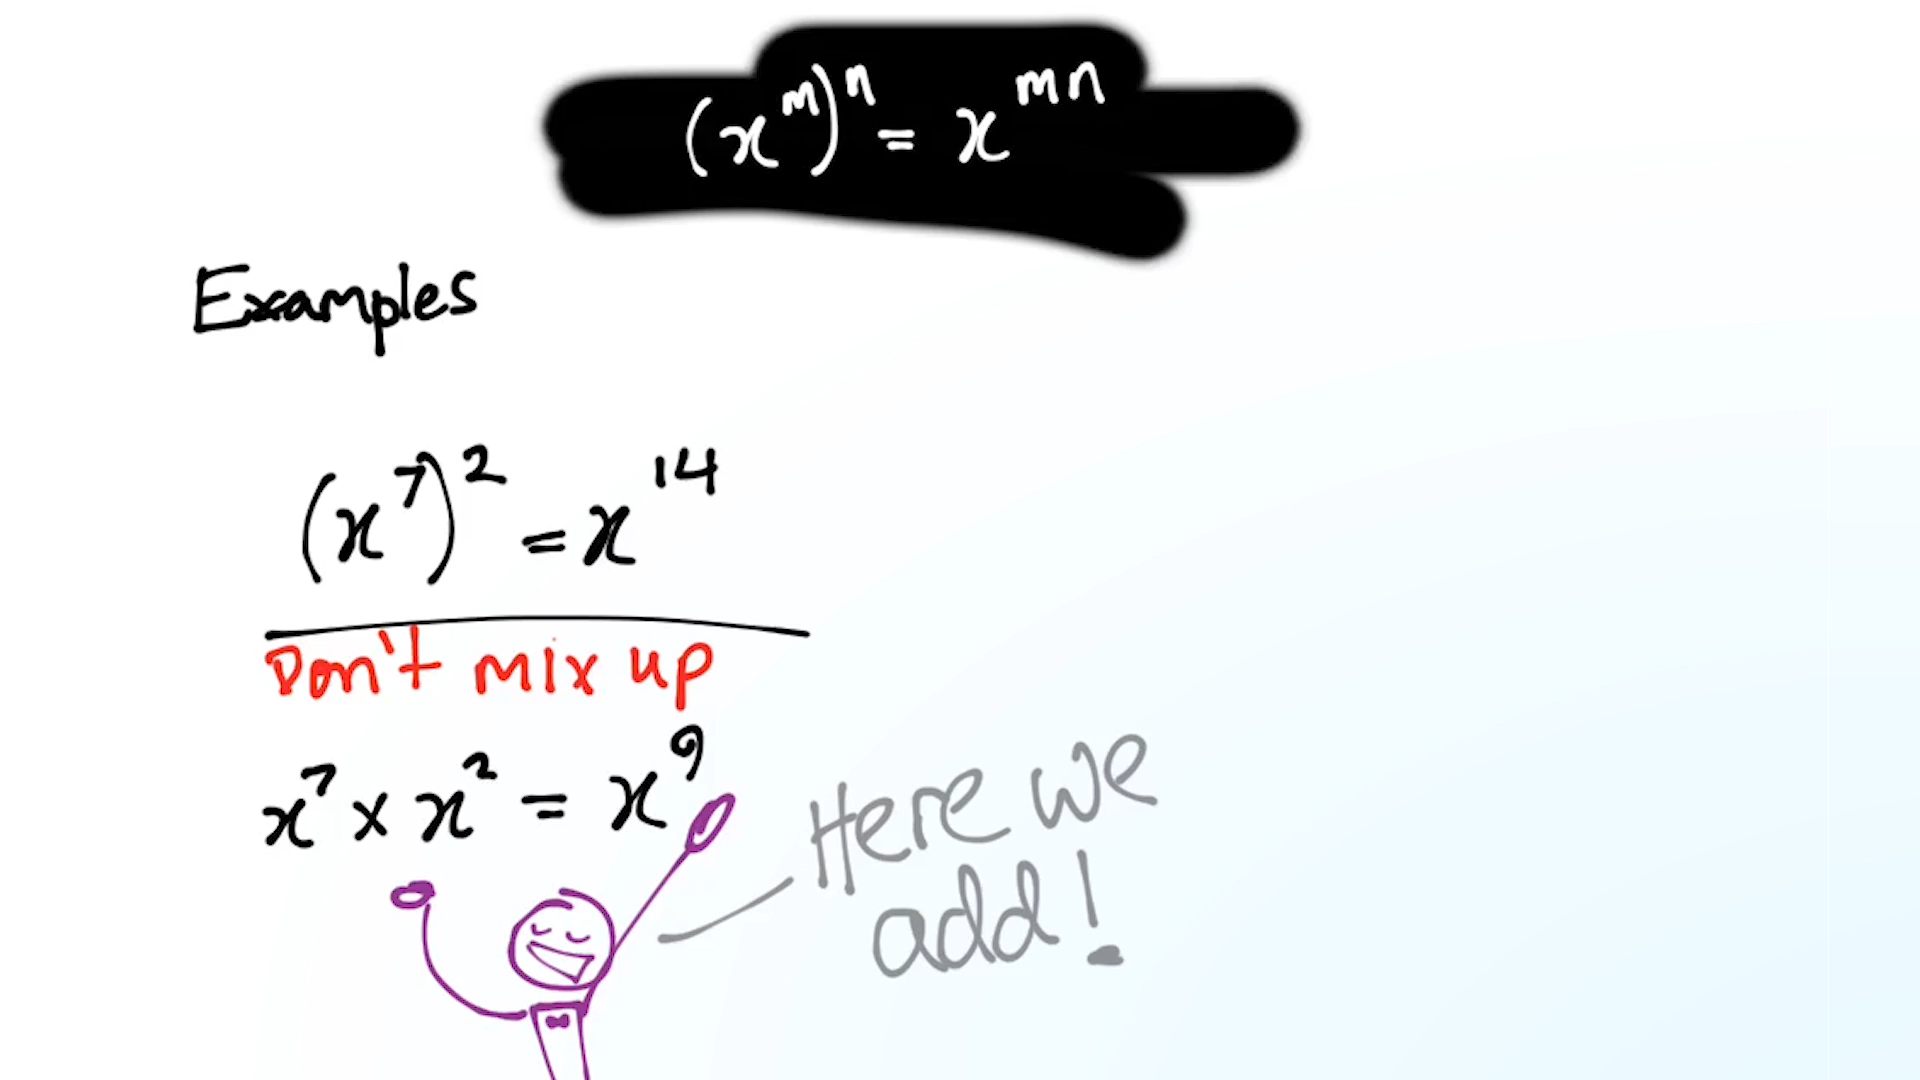 (x^m)^n = x^mn
Examples
(x^7)^2 = x^14
Don't mix up
x^7 × x^2 = x^9
Here we
add!